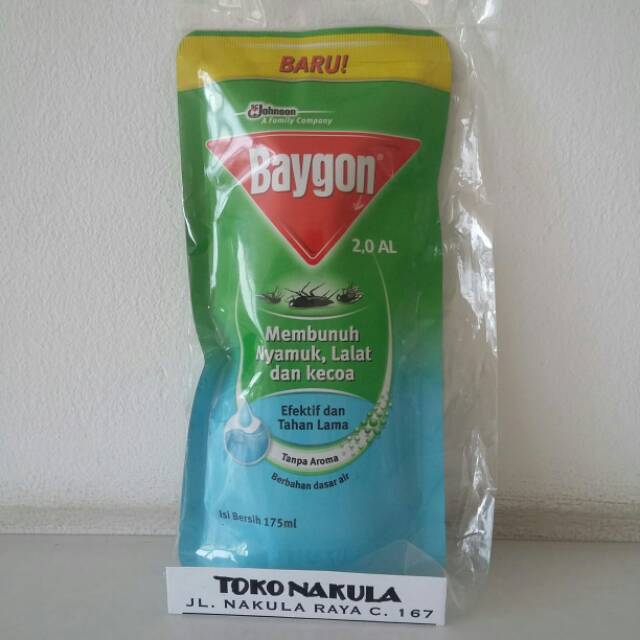 BARU!
SC Johnson
A Family Company
Baygon
2,0 AL
Membunuh
Nyamuk, Lalat
dan kecoa
Efektif dan
Tahan Lama
Tanpa Aroma
Berbahan dasar air
Isi Bersih 175ml
TOKO NAKULA
JL. NAKULA RAYA C. 167